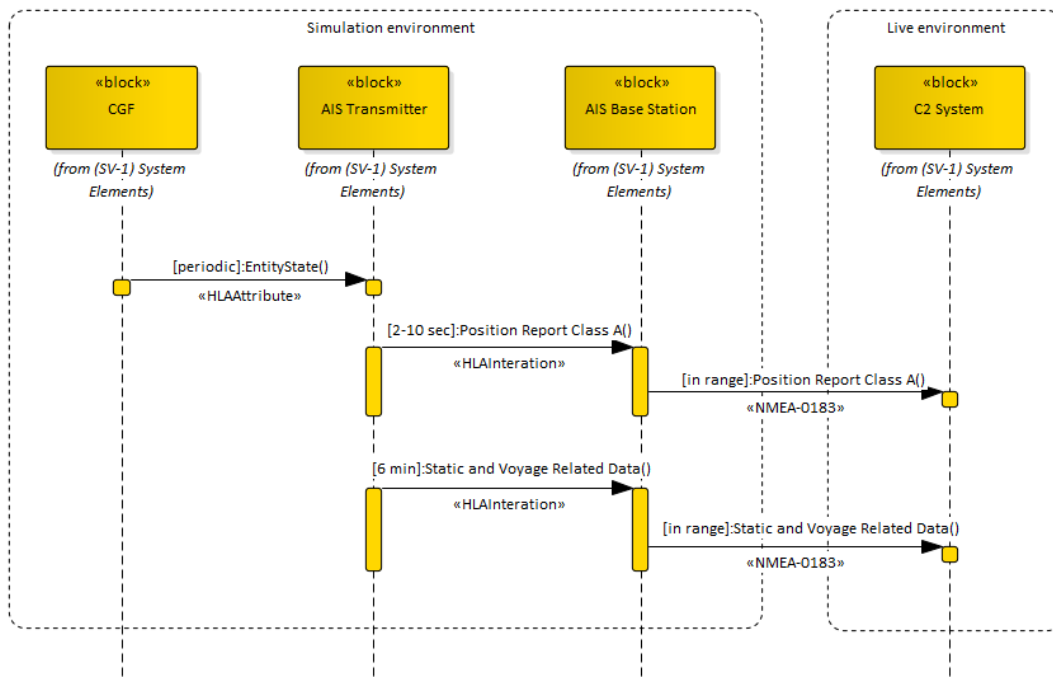 Simulation environment
Live environment
«block»
CGF
«block»
AIS Transmitter
«block»
AIS Base Station
«block»
C2 System
(from (SV-1) System
Elements)
(from (SV-1) System
Elements)
(from (SV-1) System
Elements)
(from (SV-1) System
Elements)
[periodic]:EntityState()
«HLAAttribute»
[2-10 sec]:Position Report Class A()
«HLAInteration»
[in range]:Position Report Class A()
«NMEA-0183»
[6 min]:Static and Voyage Related Data()
«HLAInteration»
[in range]:Static and Voyage Related Data()
«NMEA-0183»